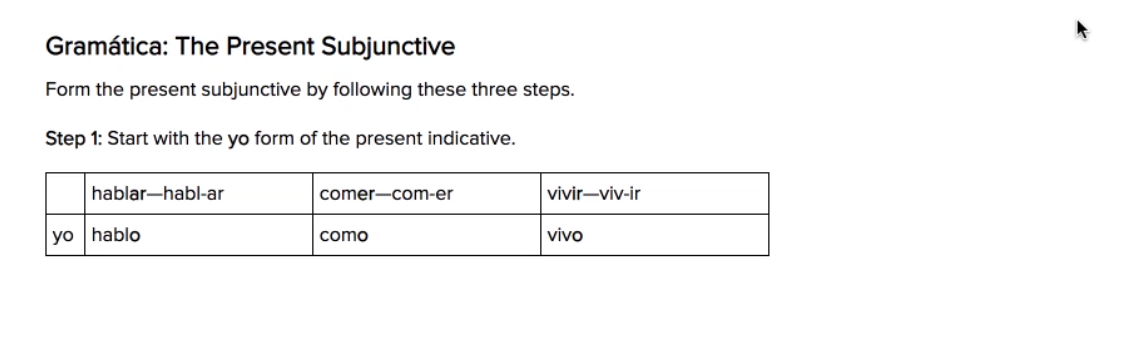 Gramática: The Present Subjunctive
Form the present subjunctive by following these three steps.
Step 1: Start with the yo form of the present indicative.
hablar—habl-ar comer—com-er vivir—viv-ir
yo hablo como vivo